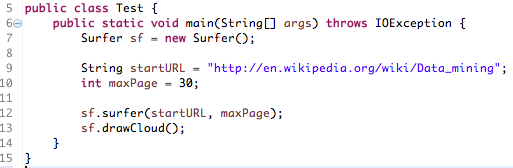 5 public class Test {
6 public static void main(String[] args) throws IOException {
7 Surfer sf = new Surfer();
8
9 String startURL = "http://en.wikipedia.org/wiki/Data_mining";
10 int maxPage = 30;
11
12 sf.surfer(startURL, maxPage);
13 sf.drawCloud();
14 }
15 }